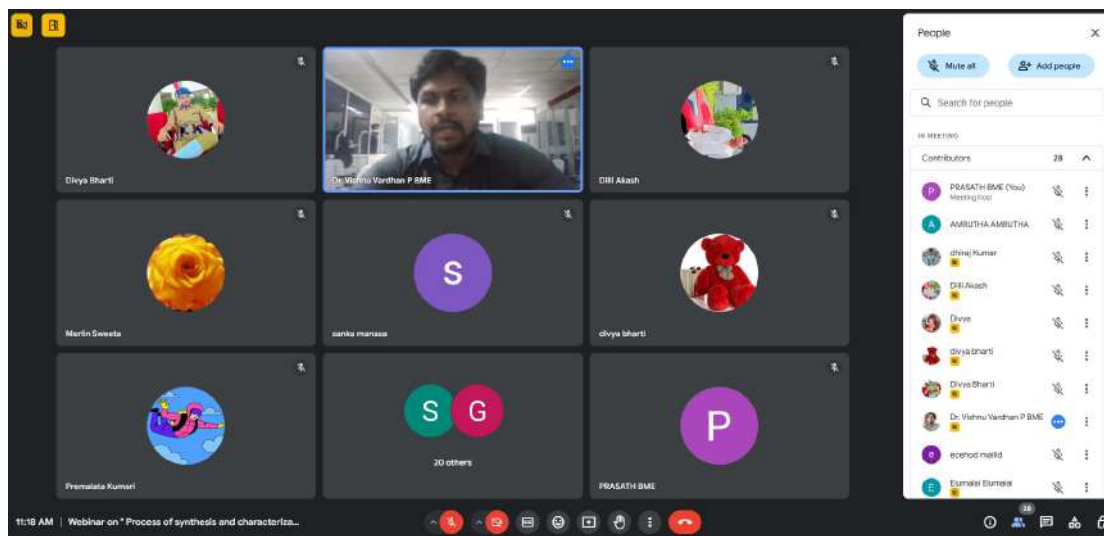 People
Mute all
Add people
Search for people
IN MEETING
Contributors 28
P PRASATH BME (You)
Meeting host
A AMRUTHA AMRUTHA
dhiraj Kumar
Dilli Akash
Divya
divya bharti
Divya Bharti
Dr. Vishnu Vardhan P BME
e ecehod mailid
E Elumalai Elumalai
Divya Bharti
Dr. Vishnu Vardhan P BME
Dilli Akash
Merlin Sweeta
S
sanka manasa
divya bharti
Premalata Kumari
S G
20 others
P
PRASATH BME
11:18 AM | Webinar on " Process of synthesis and characteriza...
28